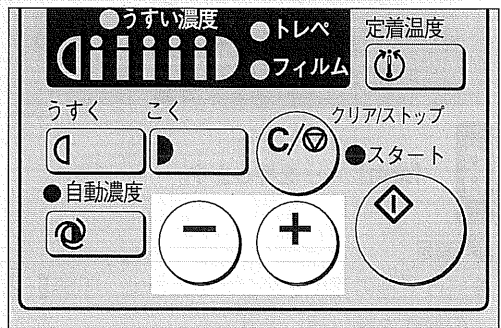 うすい濃度
トレペ
フィルム
定着温度
うすく
こく
C/
クリア/ストップ
スタート
自動濃度
−
+